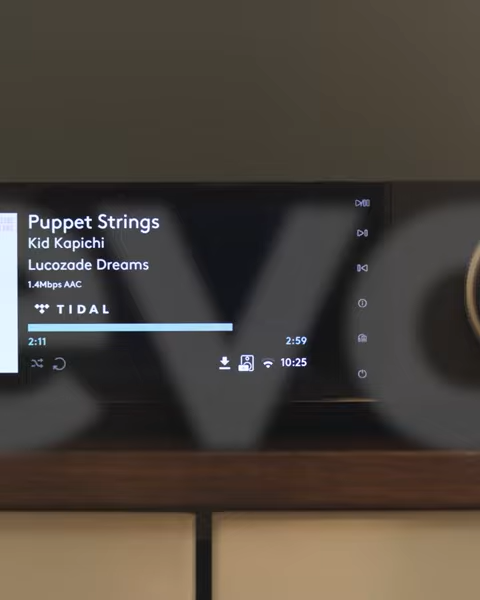 Puppet Strings
Kid Kapichi
Lucozade Dreams
1.4Mbps AAC
TIDAL
2:11 2:59
10:25